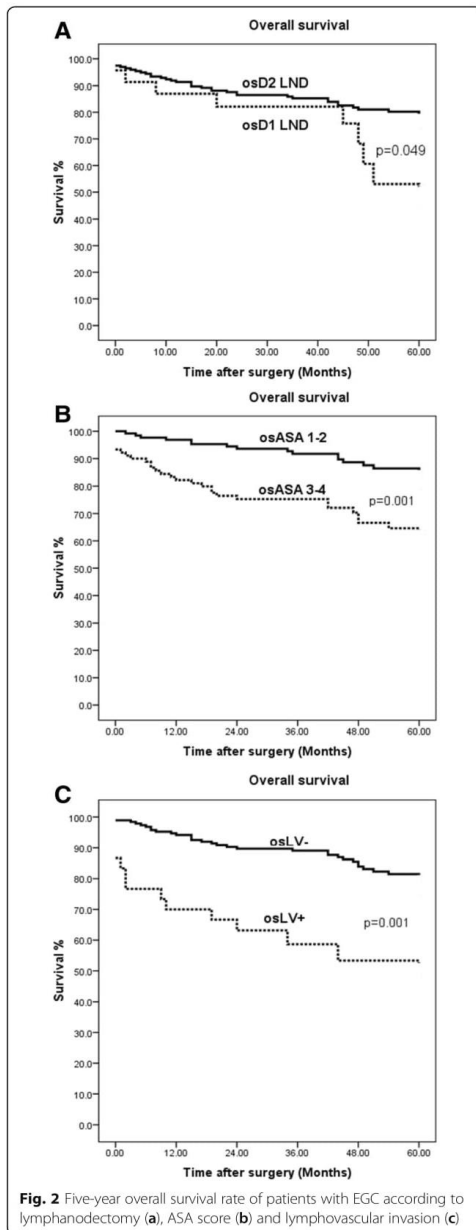 A
Overall survival
100.0
90.0
80.0
70.0
60.0
50.0
40.0
30.0
20.0
10.0
0.0
Survival %
osD2 LND
osD1 LND
p=0.049
0.00 10.00 20.00 30.00 40.00 50.00 60.00
Time after surgery (Months)
B
Overall survival
100.0
90.0
80.0
70.0
60.0
50.0
40.0
30.0
20.0
10.0
0.0
Survival %
osASA 1-2
osASA 3-4
p=0.001
0.00 12.00 24.00 36.00 48.00 60.00
Time after surgery (Months)
C
Overall survival
100.0
90.0
80.0
70.0
60.0
50.0
40.0
30.0
20.0
10.0
0.0
Survival %
osLV-
osLV+
p=0.001
0.00 12.00 24.00 36.00 48.00 60.00
Time after surgery (Months)
Fig. 2 Five-year overall survival rate of patients with EGC according to
lymphanodectomy (a), ASA score (b) and lymphovascular invasion (c)